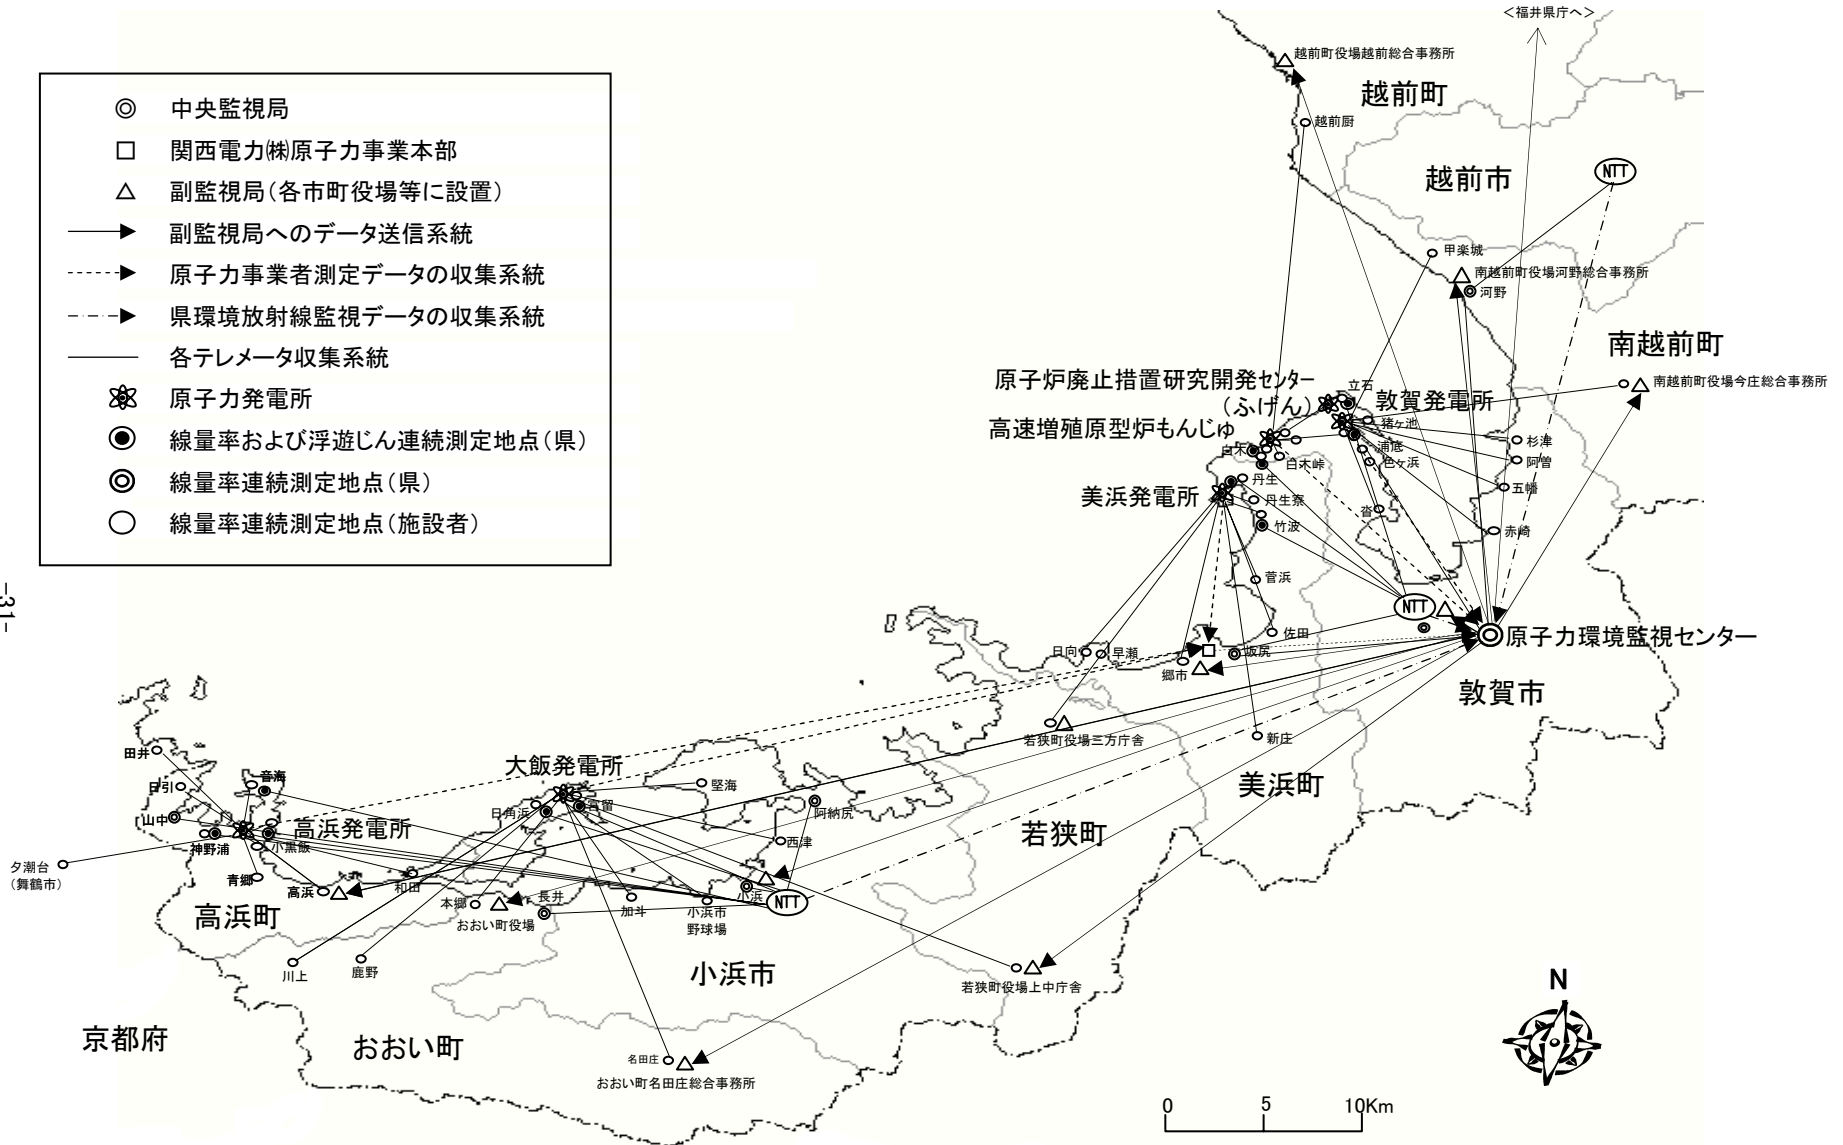 ＜福井県庁へ＞
中央監視局
関西電力㈱原子力事業本部
副監視局（各市町役場等に設置）
副監視局へのデータ送信系統
原子力事業者測定データの収集系統
県環境放射線監視データの収集系統
各テレメータ収集系統
原子力発電所
線量率および浮遊じん連続測定地点（県）
線量率連続測定地点（県）
線量率連続測定地点（施設者）
越前町役場越前総合事務所
越前町
越前厨
越前市
NTT
甲楽城
南越前町役場河野総合事務所
河野
南越前町
南越前町役場今庄総合事務所
原子炉廃止措置研究開発ｾﾝﾀｰ
（ふげん）
立石
敦賀発電所
猪ヶ池
高速増殖原型炉もんじゅ
浦底
色ヶ浜
杉津
阿曽
五幡
赤崎
白木
白木峠
美浜発電所
丹生
丹生寮
竹波
沓
菅浜
NTT
原子力環境監視センター
佐田
坂尻
日向
早瀬
郷市
敦賀市
若狭町役場三方庁舎
新庄
美浜町
若狭町
田井
日引
音海
山中
神野浦
高浜発電所
小黒飯
夕潮台
（舞鶴市）
青郷
高浜
和田
高浜町
大飯発電所
日角浜
宮留
堅海
阿納尻
西津
小浜
NTT
本郷
おおい町役場
長井
加斗
小浜市
野球場
川上
鹿野
小浜市
若狭町役場上中庁舎
京都府
おおい町
名田庄
おおい町名田庄総合事務所
N
0 5 10Km
-31-